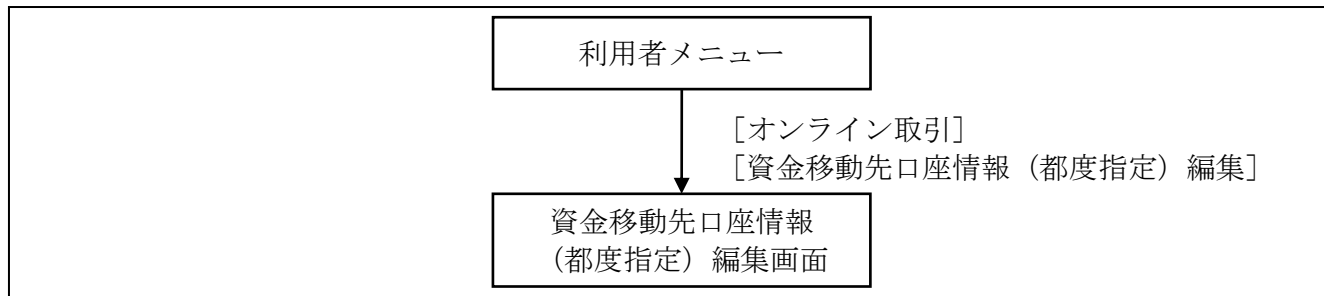 利用者メニュー
［オンライン取引］
［資金移動先口座情報（都度指定）編集］
資金移動先口座情報
（都度指定）編集画面